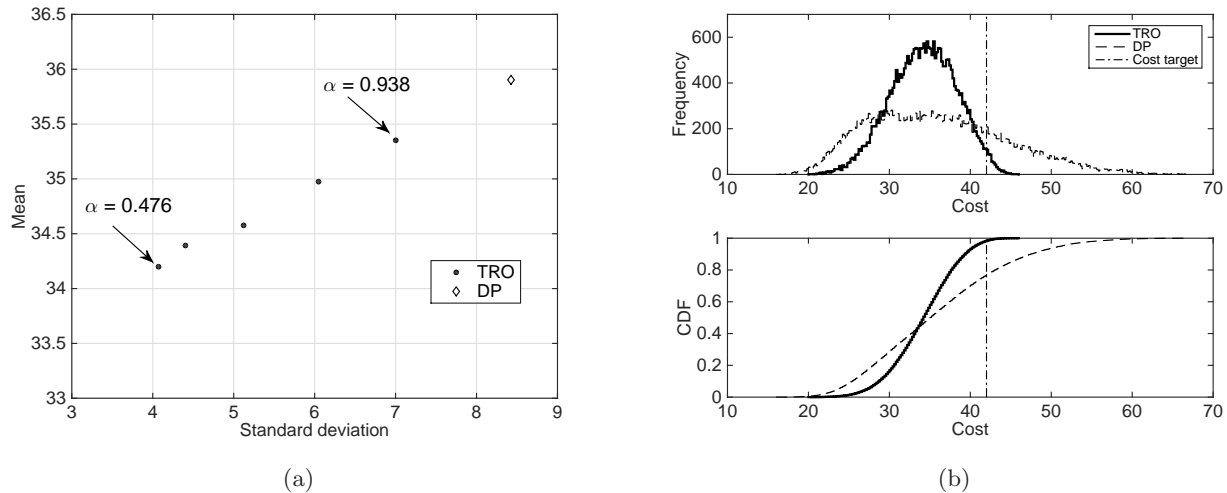 36.5
36
35.5
35
34.5
34
33.5
33
Mean
α = 0.938
α = 0.476
TRO
DP
3 4 5 6 7 8 9
Standard deviation
(a)
600
400
200
0
Frequency
TRO
DP
Cost target
10 20 30 40 50 60 70
Cost
1
0.8
0.6
0.4
0.2
0
CDF
10 20 30 40 50 60 70
Cost
(b)